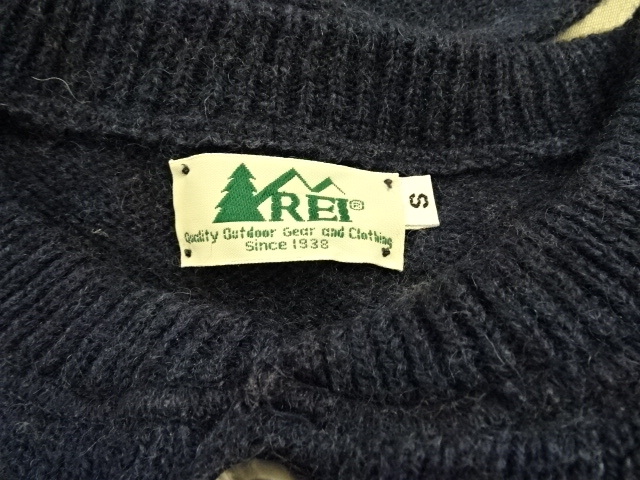 REI®
S
Quality Outdoor Gear and Clothing
Since 1938